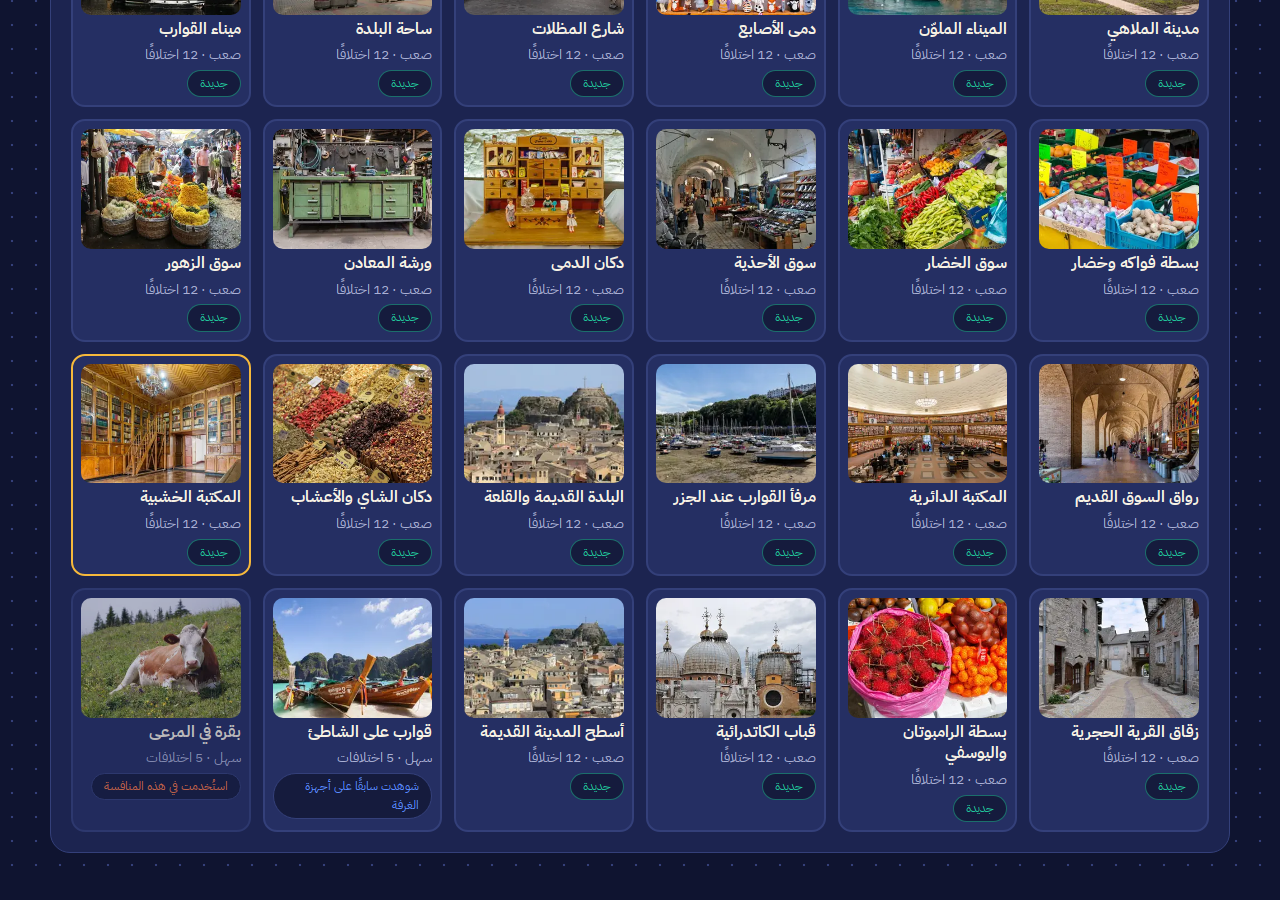 مدينة الملاهي
صعب · 12 اختلافًا
جديدة
الميناء الملوّن
صعب · 12 اختلافًا
جديدة
دمى الأصابع
صعب · 12 اختلافًا
جديدة
شارع المظلات
صعب · 12 اختلافًا
جديدة
ساحة البلدة
صعب · 12 اختلافًا
جديدة
ميناء القوارب
صعب · 12 اختلافًا
جديدة
بسطة فواكه وخضار
صعب · 12 اختلافًا
جديدة
سوق الخضار
صعب · 12 اختلافًا
جديدة
سوق الأحذية
صعب · 12 اختلافًا
جديدة
دكان الدمى
صعب · 12 اختلافًا
جديدة
ورشة المعادن
صعب · 12 اختلافًا
جديدة
سوق الزهور
صعب · 12 اختلافًا
جديدة
رواق السوق القديم
صعب · 12 اختلافًا
جديدة
المكتبة الدائرية
صعب · 12 اختلافًا
جديدة
مرفأ القوارب عند الجزر
صعب · 12 اختلافًا
جديدة
البلدة القديمة والقلعة
صعب · 12 اختلافًا
جديدة
دكان الشاي والأعشاب
صعب · 12 اختلافًا
جديدة
المكتبة الخشبية
صعب · 12 اختلافًا
جديدة
زقاق القرية الحجرية
صعب · 12 اختلافًا
جديدة
بسطة الرامبوتان
واليوسفي
صعب · 12 اختلافًا
جديدة
قباب الكاتدرائية
صعب · 12 اختلافًا
جديدة
أسطح المدينة القديمة
صعب · 12 اختلافًا
جديدة
قوارب على الشاطئ
سهل · 5 اختلافات
شوهدت سابقًا على أجهزة
الغرفة
بقرة في المرعى
سهل · 5 اختلافات
استُخدمت في هذه المنافسة